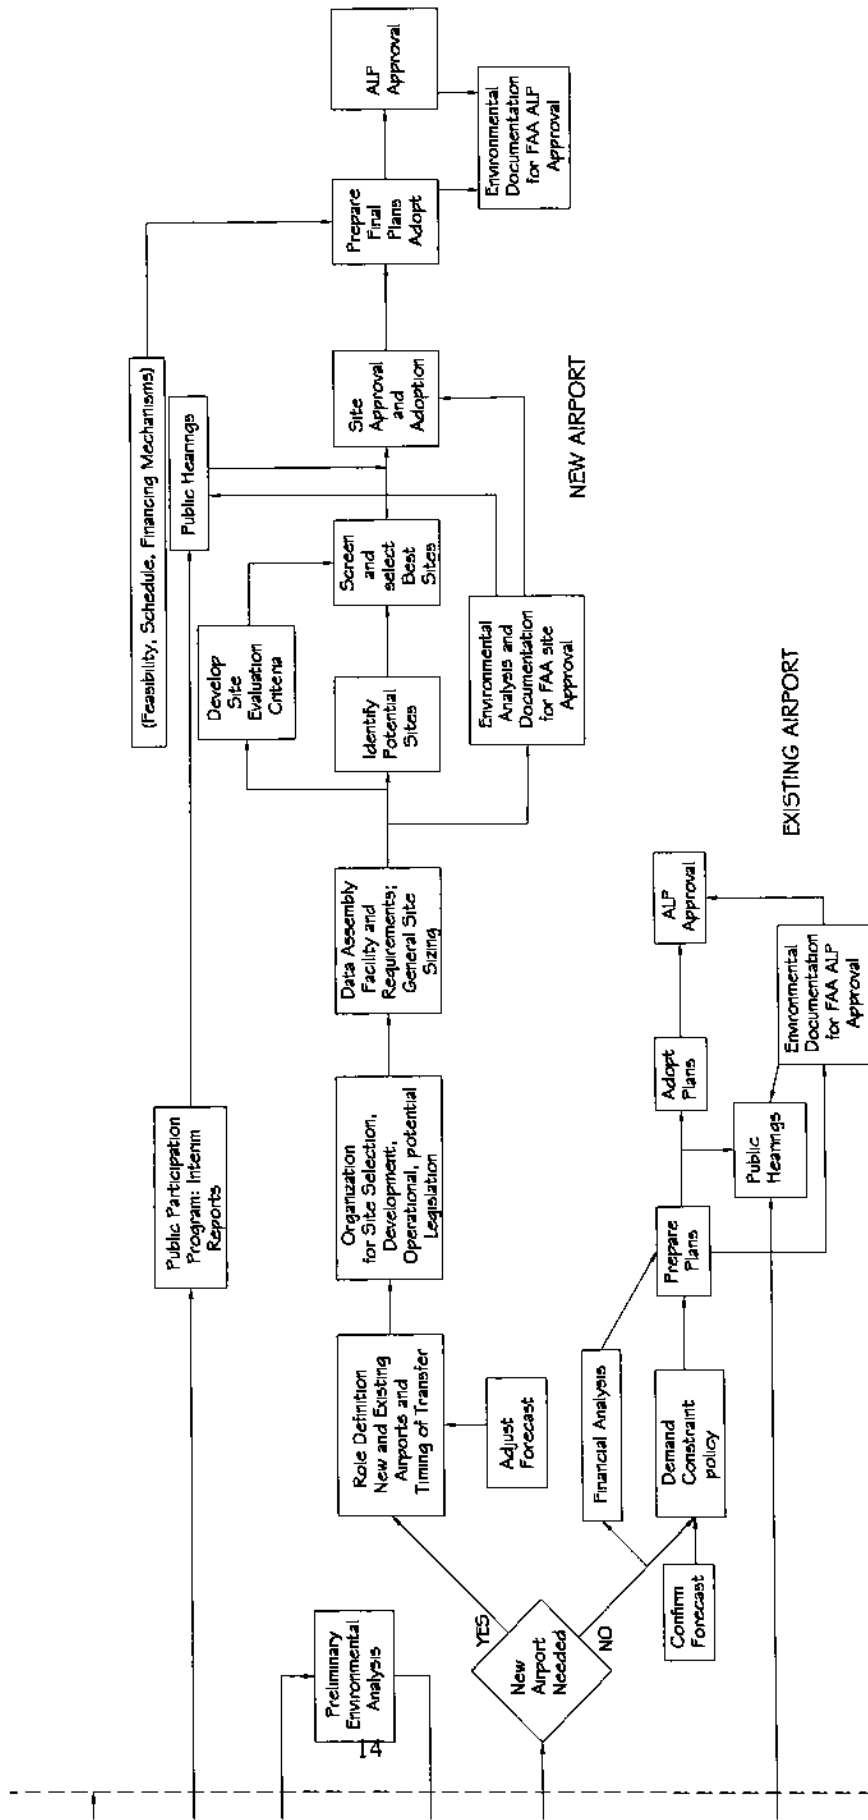 (Feasibility, Schedule, Financing Mechanisms)
Public Participation
Program: Interim
Reports
Public Hearings
Develop
Site
Evaluation
Criteria
Preliminary
Environmental
Analysis
Role Definition
New and Existing
Airports and
Timing of Transfer
Organization
for Site Selection,
Development,
Operational, potential
Legislation
Data Assembly
Facility and
Requirements;
General Site
Sizing
Identify
Potential
Sites
Screen
and
select
Best
Sites
Site
Approval
and
Adoption
Prepare
Final
Plans
Adopt
ALP
Approval
Adjust
Forecast
Environmental
Analysis and
Documentation
for FAA site
Approval
Environmental
Documentation
for FAA ALP
Approval
NEW AIRPORT
New
Airport
Needed
YES
NO
Financial Analysis
Confirm
Forecast
Demand
Constraint
policy
Prepare
Plans
Adopt
Plans
ALP
Approval
Public
Hearings
Environmental
Documentation
for FAA ALP
Approval
EXISTING AIRPORT